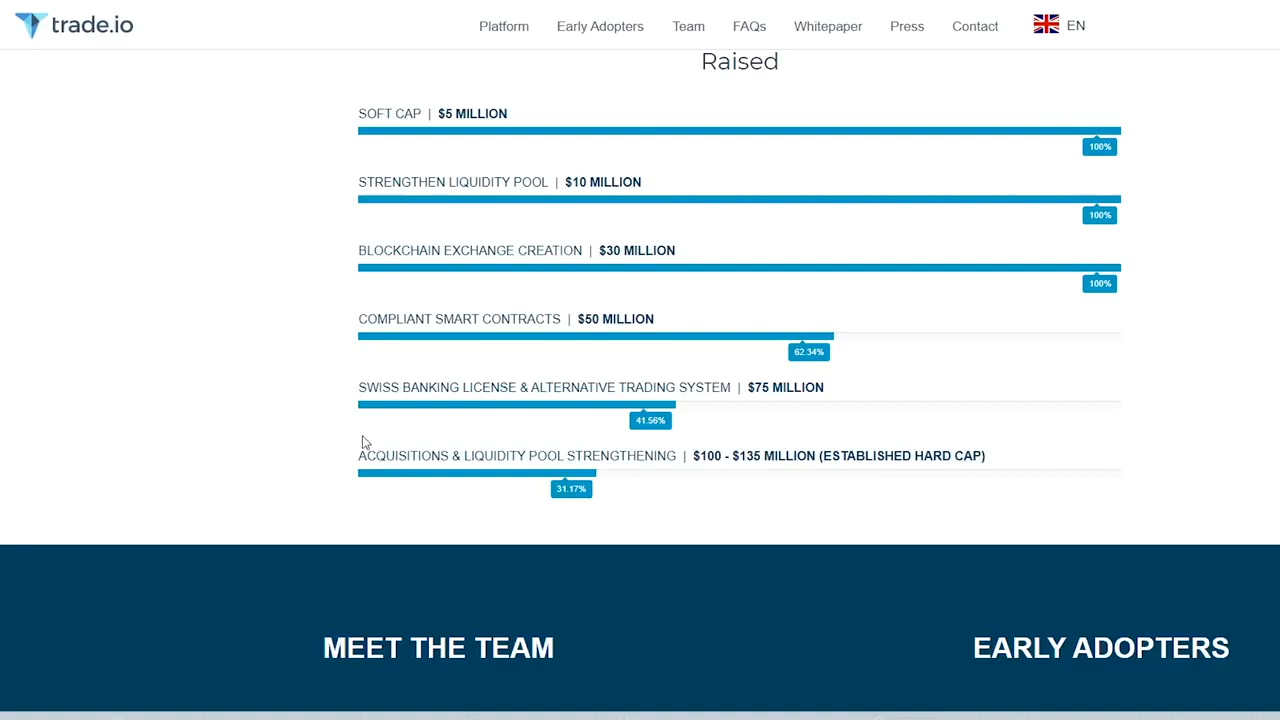 trade.io
Platform
Early Adopters
Team
FAQs
Whitepaper
Press
Contact
EN
Raised
SOFT CAP | $5 MILLION
100%
STRENGTHEN LIQUIDITY POOL | $10 MILLION
100%
BLOCKCHAIN EXCHANGE CREATION | $30 MILLION
100%
COMPLIANT SMART CONTRACTS | $50 MILLION
62.34%
SWISS BANKING LICENSE & ALTERNATIVE TRADING SYSTEM | $75 MILLION
41.56%
ACQUISITIONS & LIQUIDITY POOL STRENGTHENING | $100 - $135 MILLION (ESTABLISHED HARD CAP)
31.17%
MEET THE TEAM
EARLY ADOPTERS